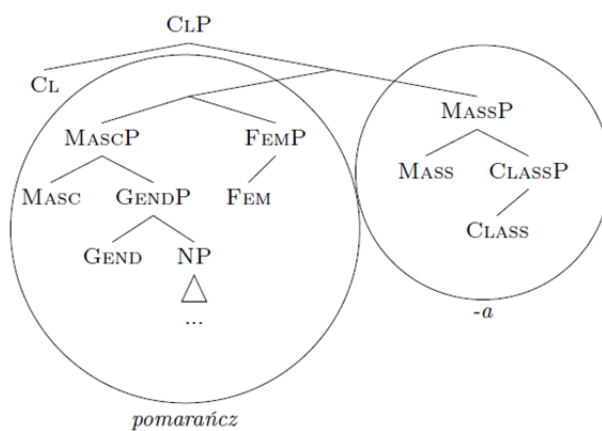 CLP
CL
MASSP
MASCP FEMP
MASS CLASSP
MASC GENDP FEM
CLASS
GEND NP
-a
...
pomarańcz